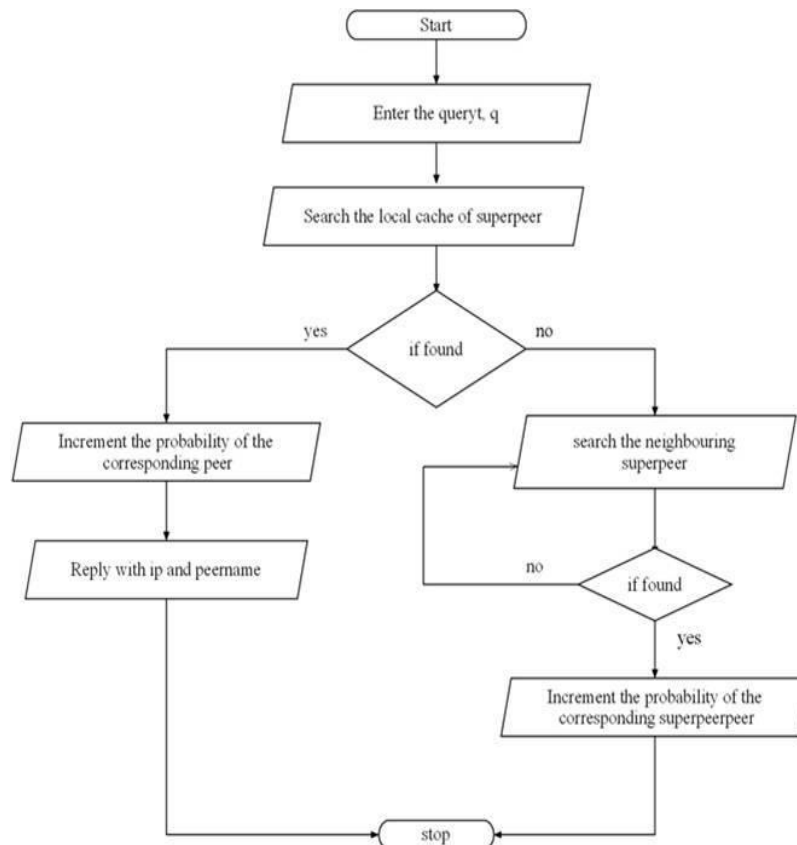 Start
Enter the queryt, q
Search the local cache of superpeer
yes
if found
no
Increment the probability of the
corresponding peer
search the neighbouring
superpeer
Reply with ip and peername
no
if found
yes
Increment the probability of the
corresponding superpeerpeer
stop